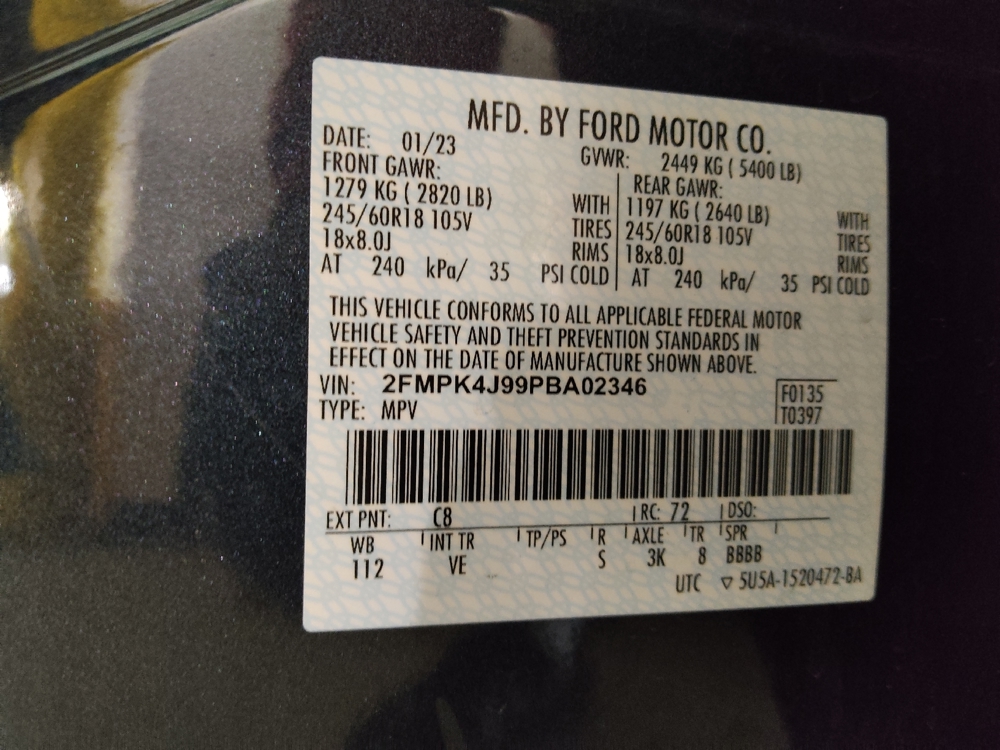 MFD. BY FORD MOTOR CO.
DATE: 01/23
GVWR: 2449 KG ( 5400 LB)
FRONT GAWR:
1279 KG ( 2820 LB) WITH
245/60R18 105V TIRES
18x8.0J RIMS
AT 240 kPa/ 35 PSI COLD
REAR GAWR:
1197 KG ( 2640 LB) WITH
245/60R18 105V TIRES
18x8.0J RIMS
AT 240 kPa/ 35 PSI COLD
THIS VEHICLE CONFORMS TO ALL APPLICABLE FEDERAL MOTOR
VEHICLE SAFETY AND THEFT PREVENTION STANDARDS IN
EFFECT ON THE DATE OF MANUFACTURE SHOWN ABOVE.
VIN: 2FMPK4J99PBA02346
TYPE: MPV
F0135
T0397
EXT PNT: C8 RC: 72 DSO:
WB INT TR TP/PS R AXLE TR SPR
112 VE S 3K 8 BBBB
UTC ▽ 5U5A-1520472-BA